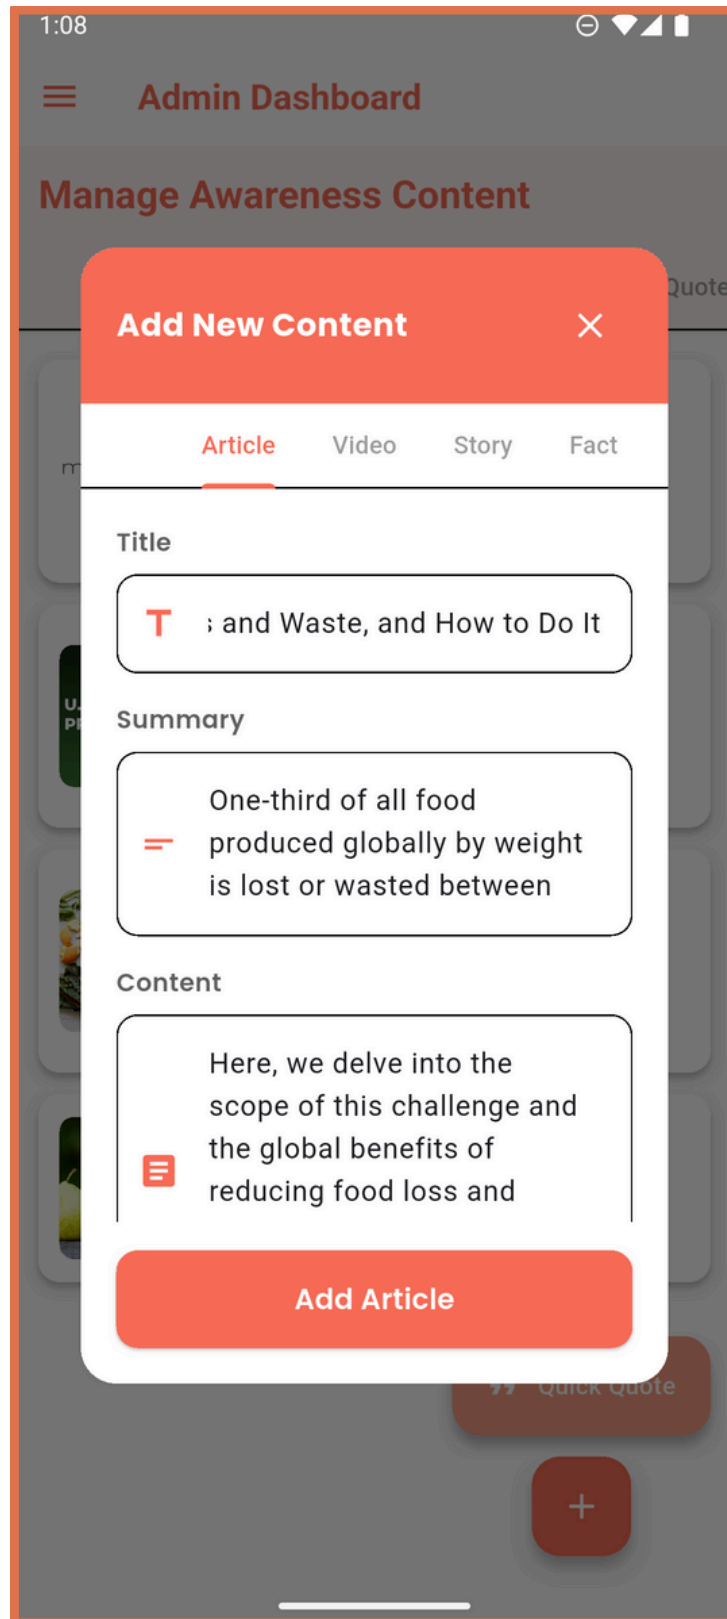 1:08
Admin Dashboard
Manage Awareness Content
Quote
Add New Content
Article Video Story Fact
Title
s and Waste, and How to Do It
Summary
One-third of all food
produced globally by weight
is lost or wasted between
Content
Here, we delve into the
scope of this challenge and
the global benefits of
reducing food loss and
Add Article
Quick Quote